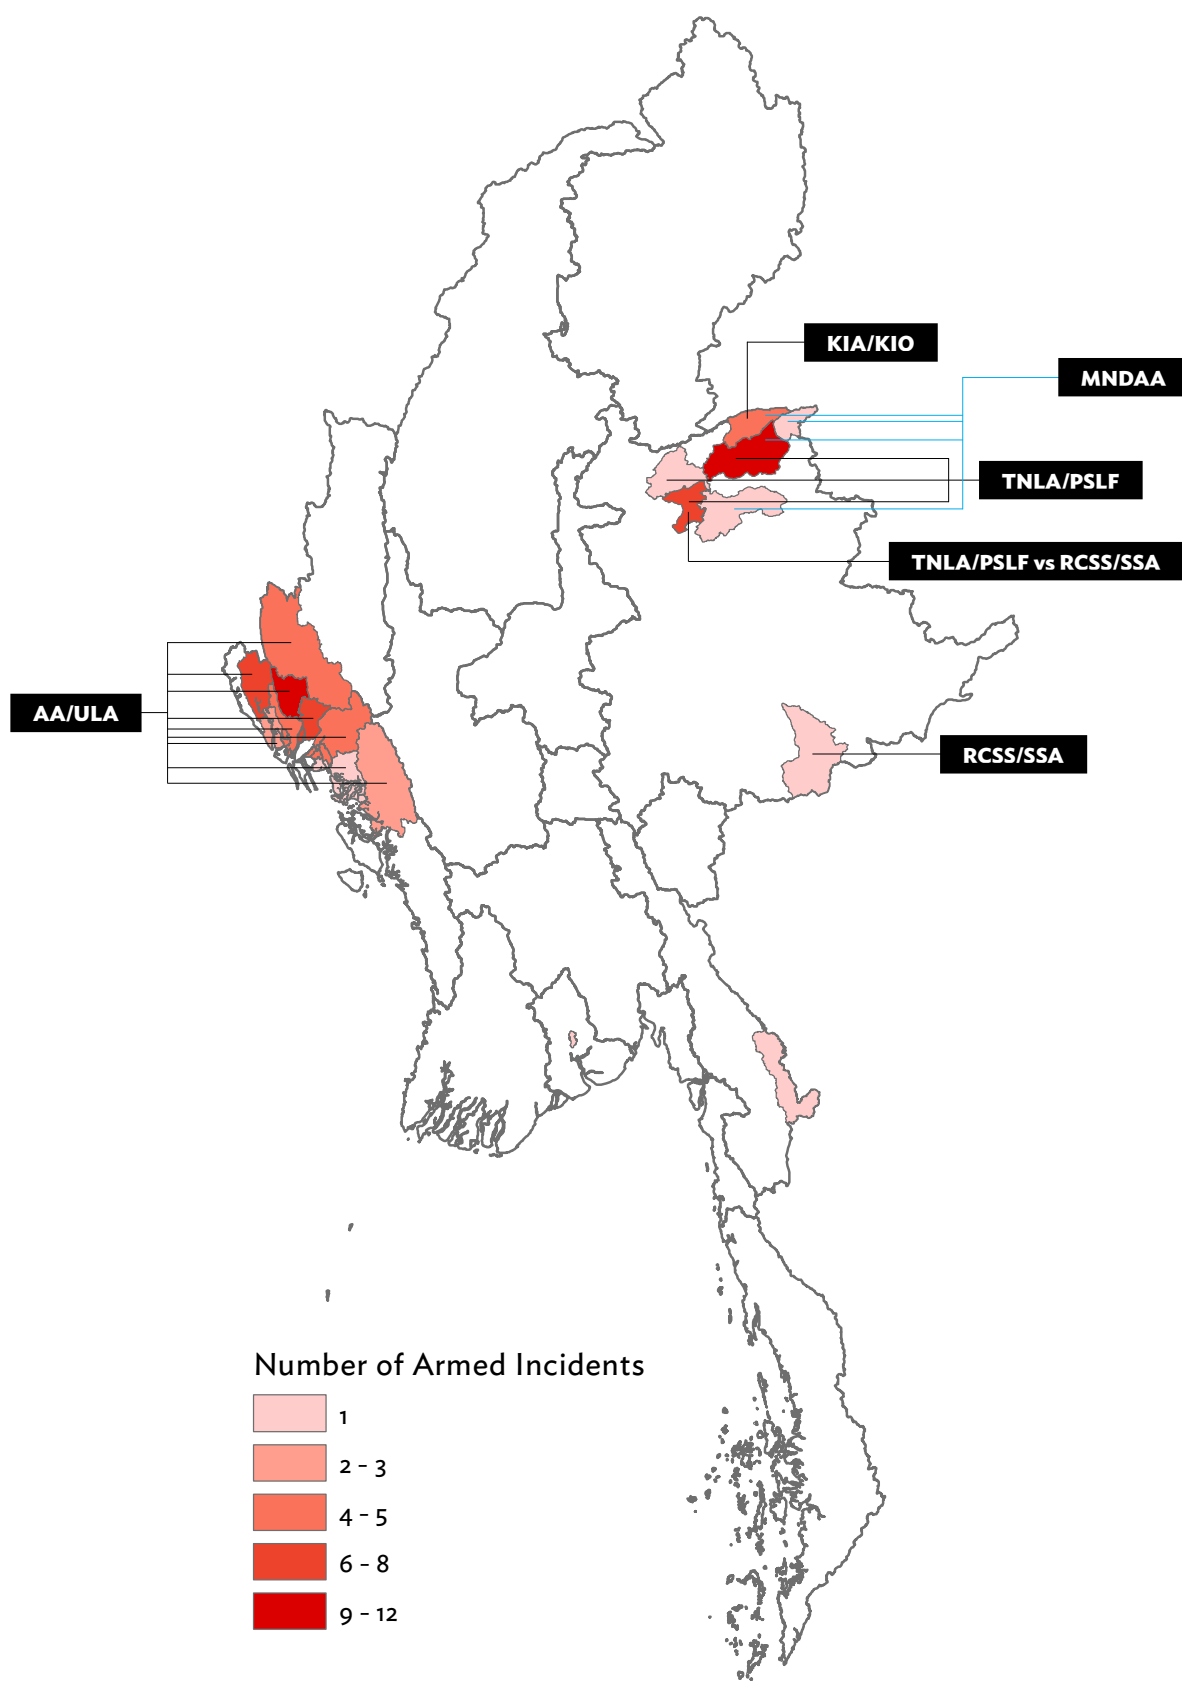 KIA/KIO
MNDAA
TNLA/PSLF
TNLA/PSLF vs RCSS/SSA
AA/ULA
RCSS/SSA
Number of Armed Incidents
1
2 - 3
4 - 5
6 - 8
9 - 12